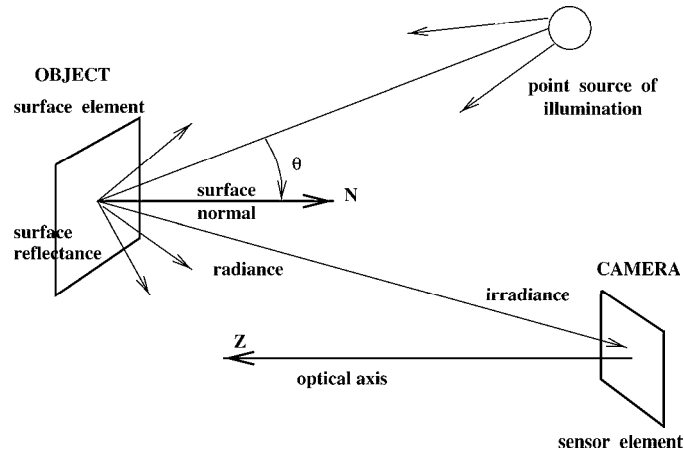 OBJECT
surface element
point source of
illumination
θ
surface
normal
N
surface
reflectance
radiance
CAMERA
irradiance
Z
optical axis
sensor element